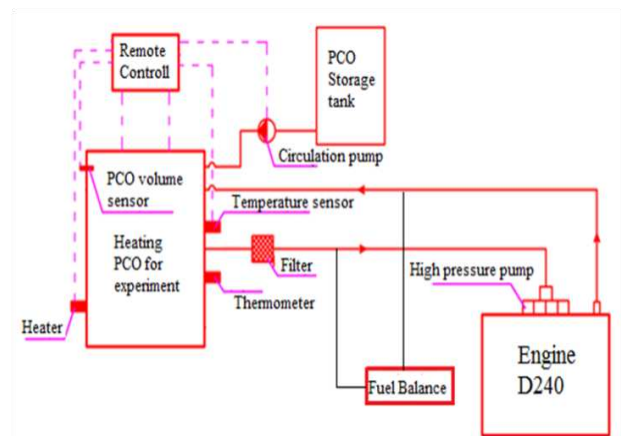 Remote
Controll
PCO
Storage
tank
Circulation pump
PCO volume
sensor
Temperature sensor
Heating
PCO for
experiment
Filter
High pressure pump
Thermometer
Heater
Engine
D240
Fuel Balance